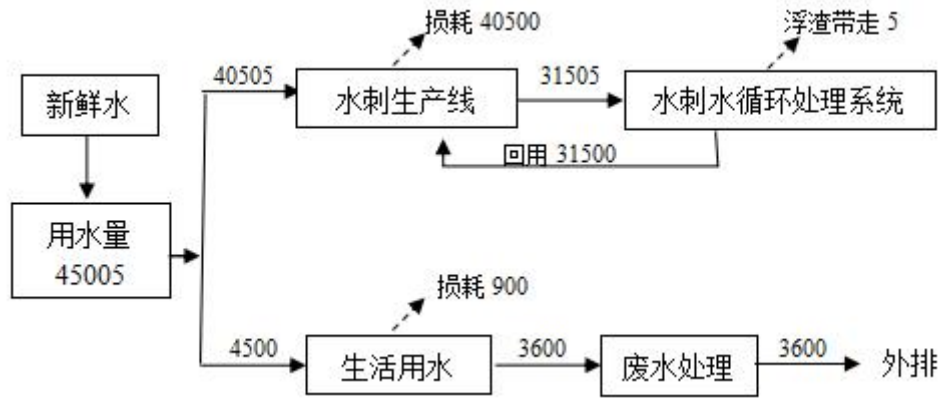 损耗 40500
浮渣带走 5
40505
31505
新鲜水
水刺生产线
水刺水循环处理系统
回用 31500
用水量
45005
损耗 900
4500
3600
3600
生活用水
废水处理
外排